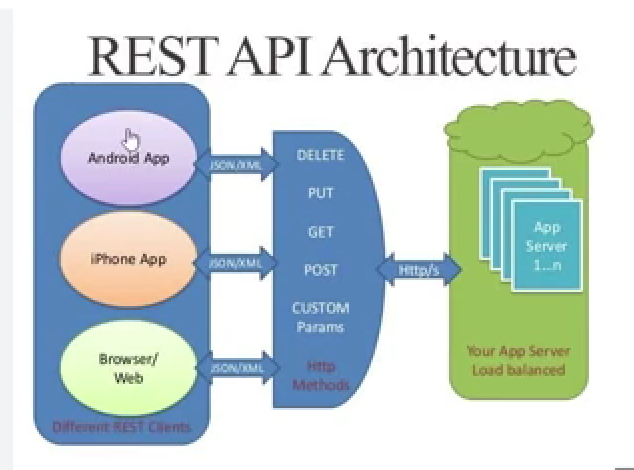 REST API Architecture
Android App
iPhone App
Browser/
Web
Different REST Clients
JSON/XML
JSON/XML
JSON/XML
DELETE
PUT
GET
POST
CUSTOM
Params
Http
Methods
Http/s
App
Server
1...n
Your App Server
Load balanced